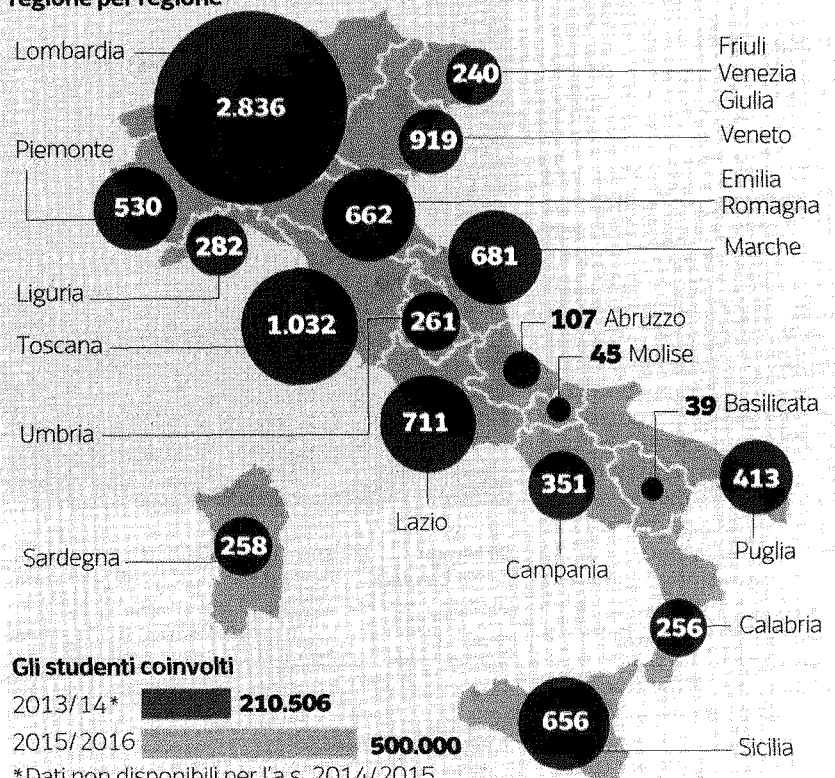 regione per regione
Lombardia
2.836
240
Friuli
Venezia
Giulia
919
Veneto
Piemonte
530
662
Emilia
Romagna
282
681
Marche
Liguria
1.032
Toscana
261
107 Abruzzo
45 Molise
Umbria
711
39 Basilicata
Lazio
351
Campania
413
Puglia
Sardegna
258
256
Calabria
Gli studenti coinvolti
2013/14*
210.506
2015/2016
500.000
656
Sicilia
*Dati non disponibili per l'a.s. 2014/2015